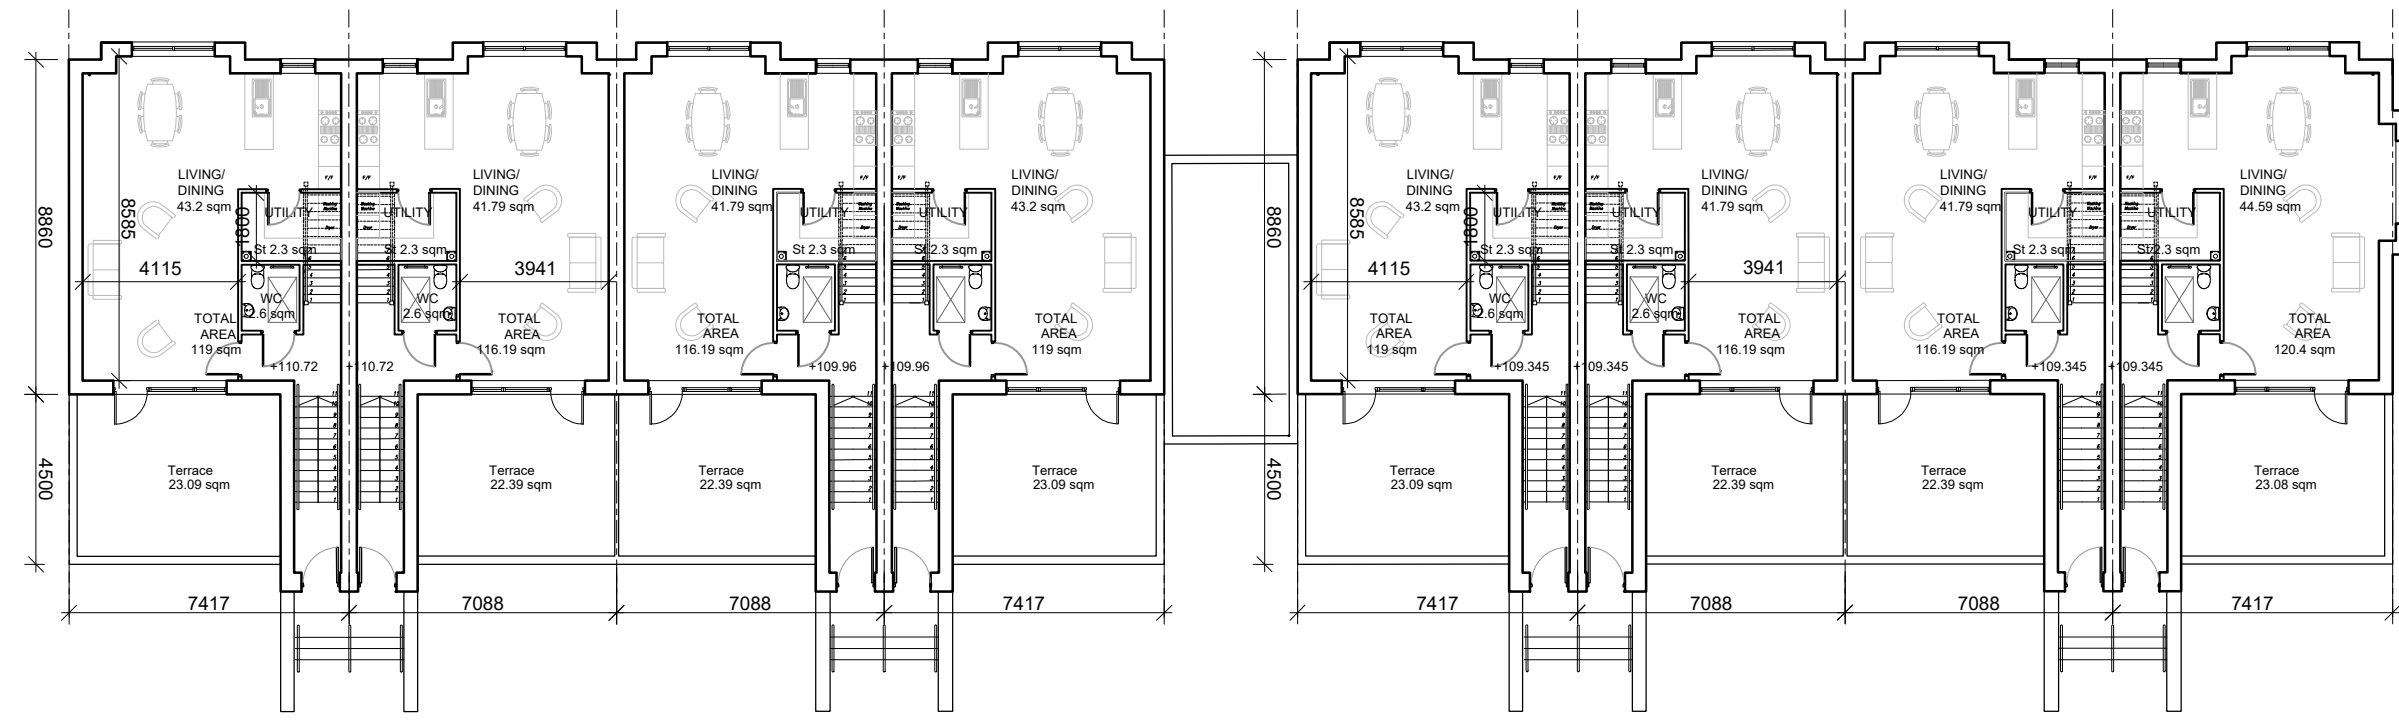 LIVING/
DINING
43.2 sqm
LIVING/
DINING
41.79 sqm
LIVING/
DINING
41.79 sqm
LIVING/
DINING
43.2 sqm
LIVING/
DINING
43.2 sqm
LIVING/
DINING
41.79 sqm
LIVING/
DINING
41.79 sqm
LIVING/
DINING
44.59 sqm
F/F
F/F
F/F
F/F
F/F
F/F
F/F
F/F
8860
8585
1800
8860
8585
1800
UTILITY
UTILITY
UTILITY
UTILITY
UTILITY
UTILITY
UTILITY
UTILITY
St 2.3 sqm
St 2.3 sqm
St 2.3 sqm
St 2.3 sqm
St 2.3 sqm
St 2.3 sqm
St 2.3 sqm
St 2.3 sqm
4115
3941
4115
3941
WC
2.6 sqm
WC
2.6 sqm
WC
2.6 sqm
WC
2.6 sqm
TOTAL
AREA
119 sqm
TOTAL
AREA
116.19 sqm
TOTAL
AREA
116.19 sqm
TOTAL
AREA
119 sqm
TOTAL
AREA
119 sqm
TOTAL
AREA
116.19 sqm
TOTAL
AREA
116.19 sqm
TOTAL
AREA
120.4 sqm
+110.72
+110.72
+109.96
+109.96
+109.345
+109.345
+109.345
+109.345
4500
4500
Terrace
23.09 sqm
Terrace
22.39 sqm
Terrace
22.39 sqm
Terrace
23.09 sqm
Terrace
23.09 sqm
Terrace
22.39 sqm
Terrace
22.39 sqm
Terrace
23.08 sqm
7417
7088
7088
7417
7417
7088
7088
7417